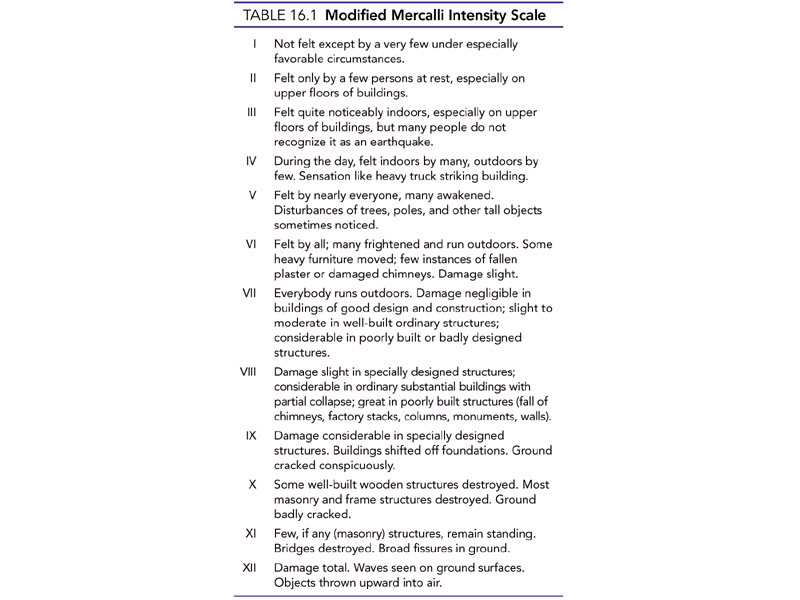 TABLE 16.1 Modified Mercalli Intensity Scale
I Not felt except by a very few under especially
favorable circumstances.
II Felt only by a few persons at rest, especially on
upper floors of buildings.
III Felt quite noticeably indoors, especially on upper
floors of buildings, but many people do not
recognize it as an earthquake.
IV During the day, felt indoors by many, outdoors by
few. Sensation like heavy truck striking building.
V Felt by nearly everyone, many awakened.
Disturbances of trees, poles, and other tall objects
sometimes noticed.
VI Felt by all; many frightened and run outdoors. Some
heavy furniture moved; few instances of fallen
plaster or damaged chimneys. Damage slight.
VII Everybody runs outdoors. Damage negligible in
buildings of good design and construction; slight to
moderate in well-built ordinary structures;
considerable in poorly built or badly designed
structures.
VIII Damage slight in specially designed structures;
considerable in ordinary substantial buildings with
partial collapse; great in poorly built structures (fall of
chimneys, factory stacks, columns, monuments, walls).
IX Damage considerable in specially designed
structures. Buildings shifted off foundations. Ground
cracked conspicuously.
X Some well-built wooden structures destroyed. Most
masonry and frame structures destroyed. Ground
badly cracked.
XI Few, if any (masonry) structures, remain standing.
Bridges destroyed. Broad fissures in ground.
XII Damage total. Waves seen on ground surfaces.
Objects thrown upward into air.